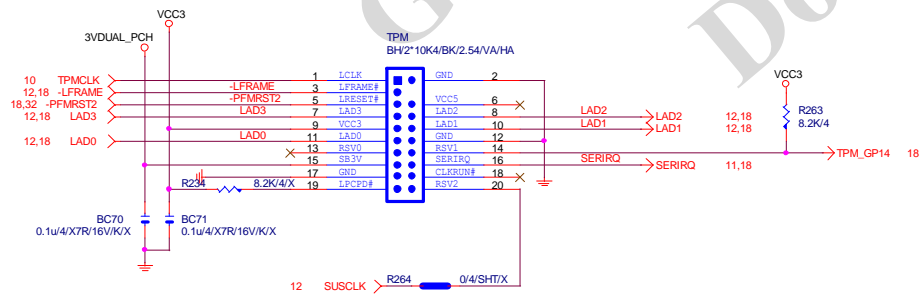 VCC3
3VDUAL_PCH
TPM
BH/2*10K4/BK/2.54/VA/HA
VCC3
10 TPMCLK 1 LCLK GND 2
12,18 -LFRAME -LFRAME 3 LFRAME#
18,32 -PFMRST2 -PFMRST2 5 LRESET# VCC5 6
12,18 LAD3 LAD3 7 LAD3 LAD2 8 LAD2 LAD2 12,18
9 VCC3 LAD1 10 LAD1 LAD1 12,18
12,18 LAD0 LAD0 11 LAD0 GND 12
13 RSV0 RSV1 14 TPM_GP14 18
15 SB3V SERIRQ 16 SERIRQ SERIRQ 11,18
17 GND CLKRUN# 18
R234 8.2K/4/X 19 LPCPD# RSV2 20
R263
8.2K/4
BC70
0.1u/4/X7R/16V/K/X
BC71
0.1u/4/X7R/16V/K/X
12 SUSCLK R264 0/4/SHT/X